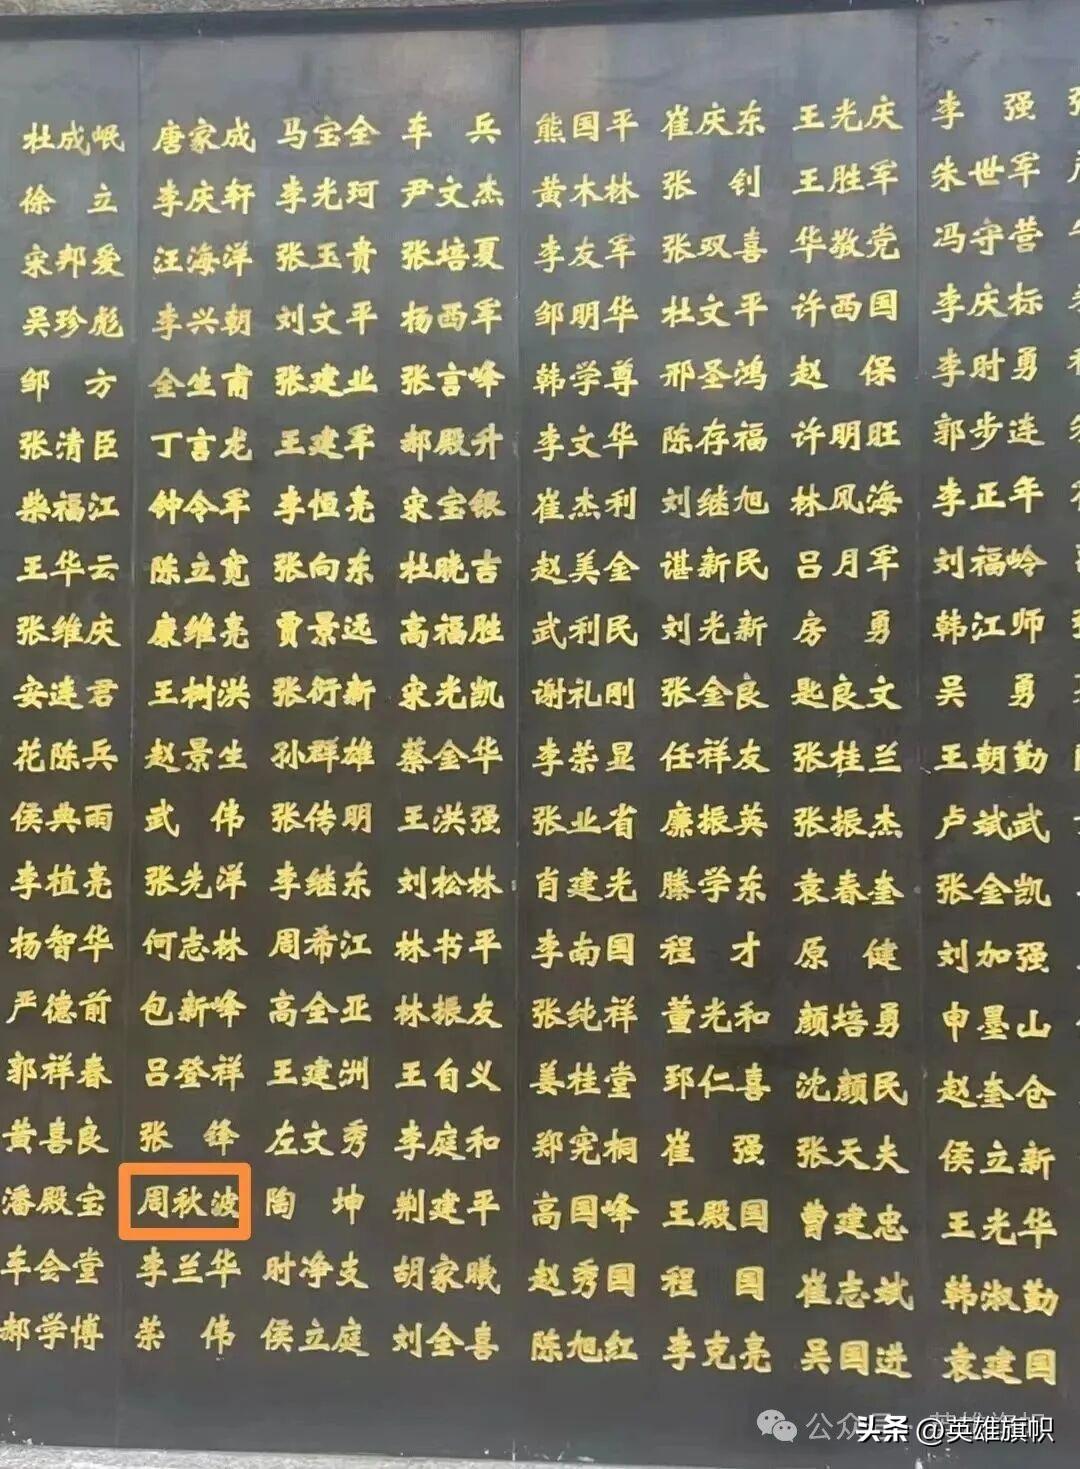 杜成岷 唐家成 马宝全 车兵 熊国平 崔庆东 王光庆 李强
徐立 李庆轩 李光珂 尹文杰 黄木林 张钊 王胜军 朱世军
宋邦爱 汪海洋 张玉贵 张培夏 李友军 张双喜 华敬党 冯守营
吴珍彪 李兴朝 刘文平 杨西军 邹明华 杜文平 许西国 李庆标
邹方 全生甫 张建业 张言峰 韩学尊 邢圣鸿 赵保 李时勇
张清臣 丁言龙 王建军 郝殿升 李文华 陈存福 许明旺 郭步连
柴福江 钟令军 李恒亮 宋宝银 崔杰利 刘继旭 林风海 李正年
王华云 陈立宽 张向东 杜晓吉 赵美金 谌新民 吕月军 刘福岭
张维庆 康维亮 贾景远 高福胜 武利民 刘光新 房勇 韩江师
安连君 王树洪 张衍新 宋光凯 谢礼刚 张金良 匙良文 吴勇
花陈兵 赵景生 孙群雄 蔡金华 李荣显 任祥友 张桂兰 王朝勤
侯典雨 武伟 张传明 王洪强 张业省 廉振英 张振杰 卢斌武
李植亮 张先洋 李继东 刘松林 肖建光 滕学东 袁春奎 张金凯
杨智华 何志林 周希江 林书平 李南国 程才 原健 刘加强
严德前 包新峰 高全亚 林振友 张纯祥 董光和 颜培勇 申墨山
郭祥春 吕登祥 王建洲 王自义 姜桂堂 郅仁喜 沈颜民 赵奎仓
黄喜良 张锋 左文秀 李庭和 郑宪桐 崔强 张天夫 侯立新
潘殿宝 周秋波 陶坤 荆建平 高国峰 王殿国 曹建忠 王光华
车会堂 李兰华 时净支 胡家曦 赵秀国 程国 崔志斌 韩淑勤
郝学博 荣伟 侯立庭 刘全喜 陈旭红 李克亮 吴国进 袁建国
公众号·英雄旗帜
头条 @英雄旗帜